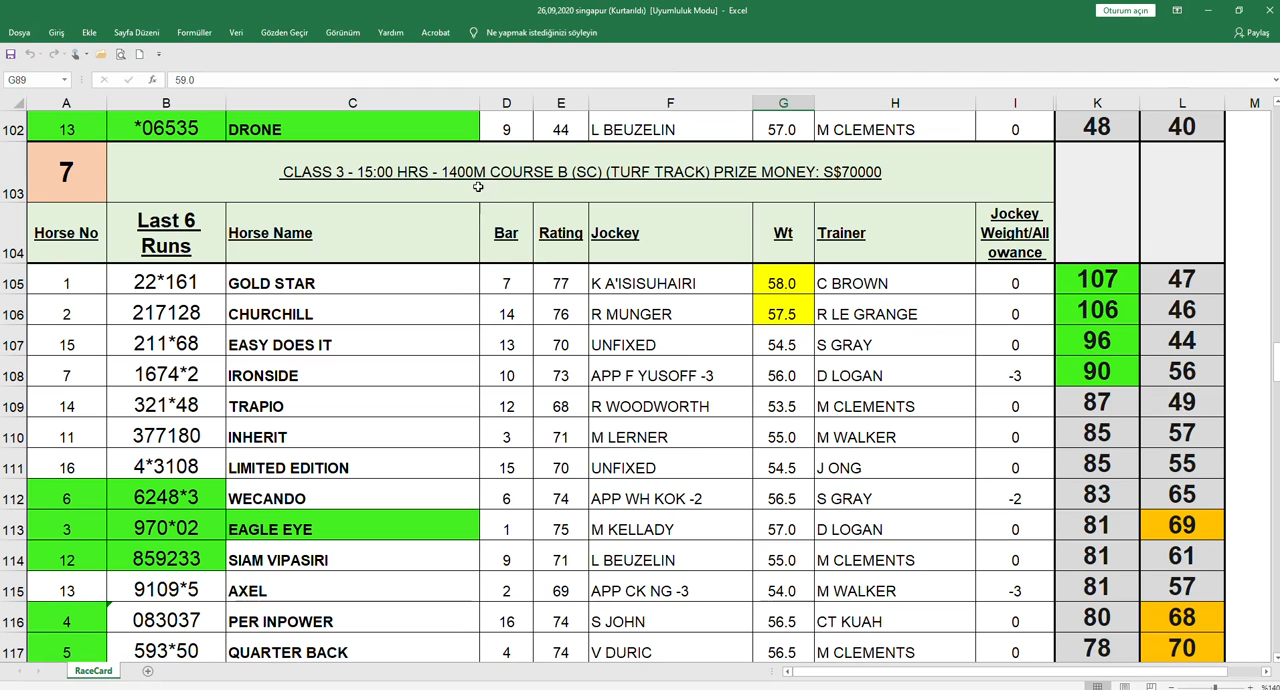 26,09,2020 singapur (Kurtarıldı) [Uyumluluk Modu] - Excel
Oturum açın
Dosya Giriş Ekle Sayfa Düzeni Formüller Veri Gözden Geçir Görünüm Yardım Acrobat Ne yapmak istediğinizi söyleyin Paylaş
G89 fx 59.0
A B C D E F G H I K L M
102 13 *06535 DRONE 9 44 L BEUZELIN 57.0 M CLEMENTS 0 48 40
103 7 CLASS 3 - 15:00 HRS - 1400M COURSE B (SC) (TURF TRACK) PRIZE MONEY: S$70000
104 Horse No Last 6 Runs Horse Name Bar Rating Jockey Wt Trainer Jockey Weight/All owance
105 1 22*161 GOLD STAR 7 77 K A'ISISUHAIRI 58.0 C BROWN 0 107 47
106 2 217128 CHURCHILL 14 76 R MUNGER 57.5 R LE GRANGE 0 106 46
107 15 211*68 EASY DOES IT 13 70 UNFIXED 54.5 S GRAY 0 96 44
108 7 1674*2 IRONSIDE 10 73 APP F YUSOFF -3 56.0 D LOGAN -3 90 56
109 14 321*48 TRAPIO 12 68 R WOODWORTH 53.5 M CLEMENTS 0 87 49
110 11 377180 INHERIT 3 71 M LERNER 55.0 M WALKER 0 85 57
111 16 4*3108 LIMITED EDITION 15 70 UNFIXED 54.5 J ONG 0 85 55
112 6 6248*3 WECANDO 6 74 APP WH KOK -2 56.5 S GRAY -2 83 65
113 3 970*02 EAGLE EYE 1 75 M KELLADY 57.0 D LOGAN 0 81 69
114 12 859233 SIAM VIPASIRI 9 71 L BEUZELIN 55.0 M CLEMENTS 0 81 61
115 13 9109*5 AXEL 2 69 APP CK NG -3 54.0 M WALKER -3 81 57
116 4 083037 PER INPOWER 16 74 S JOHN 56.5 CT KUAH 0 80 68
117 5 593*50 QUARTER BACK 4 74 V DURIC 56.5 M CLEMENTS 0 78 70
RaceCard
%140